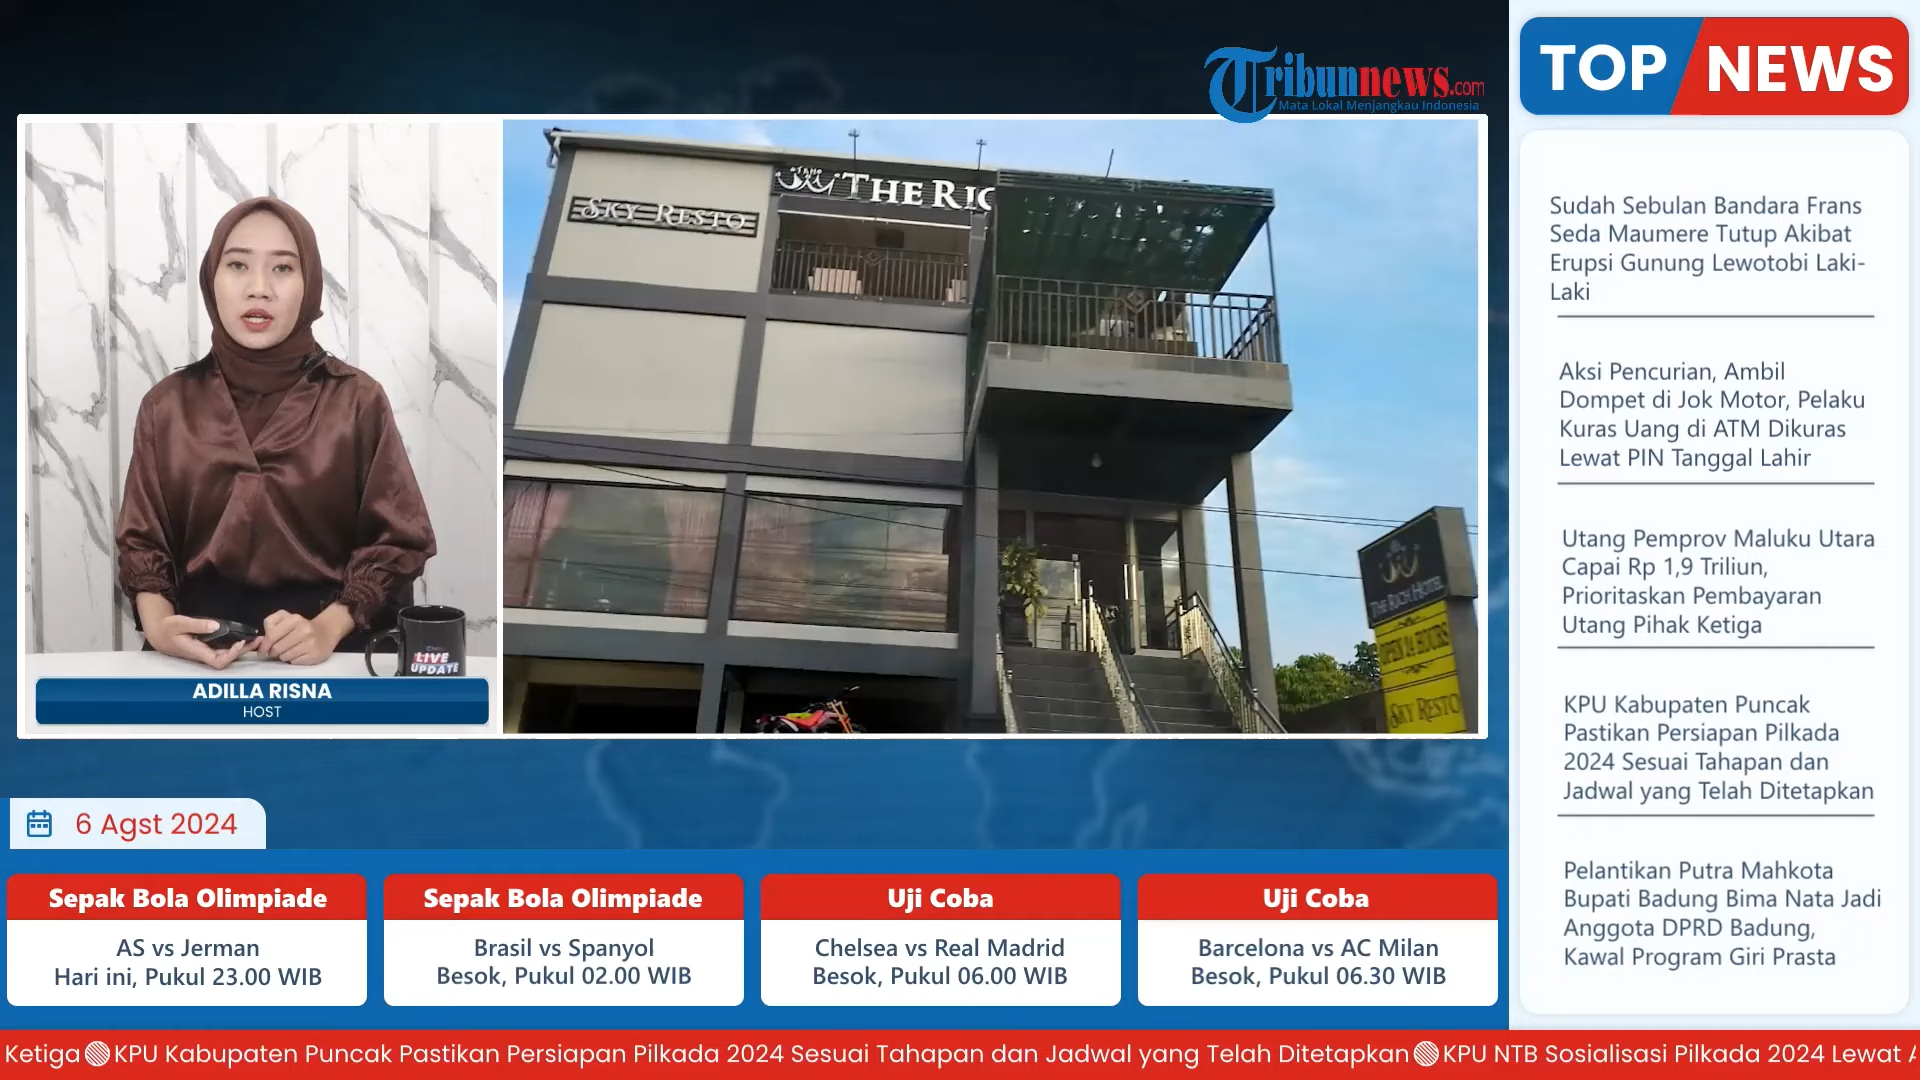 Tribunnews.com
Mata Lokal Menjangkau Indonesia
TOP NEWS
SKY RESTO
THE RIC
THE RICH HOTEL
OPEN 24 HOURS
SKY RESTO
LIVE
UPDATE
ADILLA RISNA
HOST
Sudah Sebulan Bandara Frans
Seda Maumere Tutup Akibat
Erupsi Gunung Lewotobi Laki-
Laki
Aksi Pencurian, Ambil
Dompet di Jok Motor, Pelaku
Kuras Uang di ATM Dikuras
Lewat PIN Tanggal Lahir
Utang Pemprov Maluku Utara
Capai Rp 1,9 Triliun,
Prioritaskan Pembayaran
Utang Pihak Ketiga
KPU Kabupaten Puncak
Pastikan Persiapan Pilkada
2024 Sesuai Tahapan dan
Jadwal yang Telah Ditetapkan
Pelantikan Putra Mahkota
Bupati Badung Bima Nata Jadi
Anggota DPRD Badung,
Kawal Program Giri Prasta
6 Agst 2024
Sepak Bola Olimpiade
AS vs Jerman
Hari ini, Pukul 23.00 WIB
Sepak Bola Olimpiade
Brasil vs Spanyol
Besok, Pukul 02.00 WIB
Uji Coba
Chelsea vs Real Madrid
Besok, Pukul 06.00 WIB
Uji Coba
Barcelona vs AC Milan
Besok, Pukul 06.30 WIB
Ketiga KPU Kabupaten Puncak Pastikan Persiapan Pilkada 2024 Sesuai Tahapan dan Jadwal yang Telah Ditetapkan KPU NTB Sosialisasi Pilkada 2024 Lewat